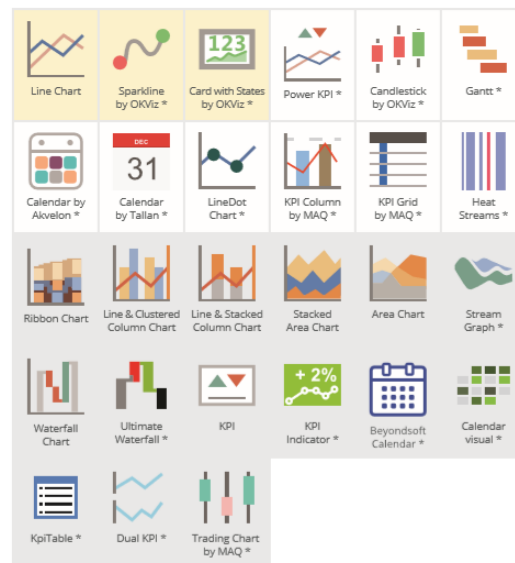 123
Line Chart
Sparkline
by OKViz *
Card with States
by OKViz *
Power KPI *
Candlestick
by OKViz *
Gantt *
DEC
31
Calendar by
Akvelon *
Calendar
by Tallan *
LineDot
Chart *
KPI Column
by MAQ *
KPI Grid
by MAQ *
Heat
Streams *
Ribbon Chart
Line & Clustered
Column Chart
Line & Stacked
Column Chart
Stacked
Area Chart
Area Chart
Stream
Graph *
+ 2%
Waterfall
Chart
Ultimate
Waterfall *
KPI
KPI
Indicator *
Beyondsoft
Calendar *
Calendar
visual *
KpiTable *
Dual KPI *
Trading Chart
by MAQ *